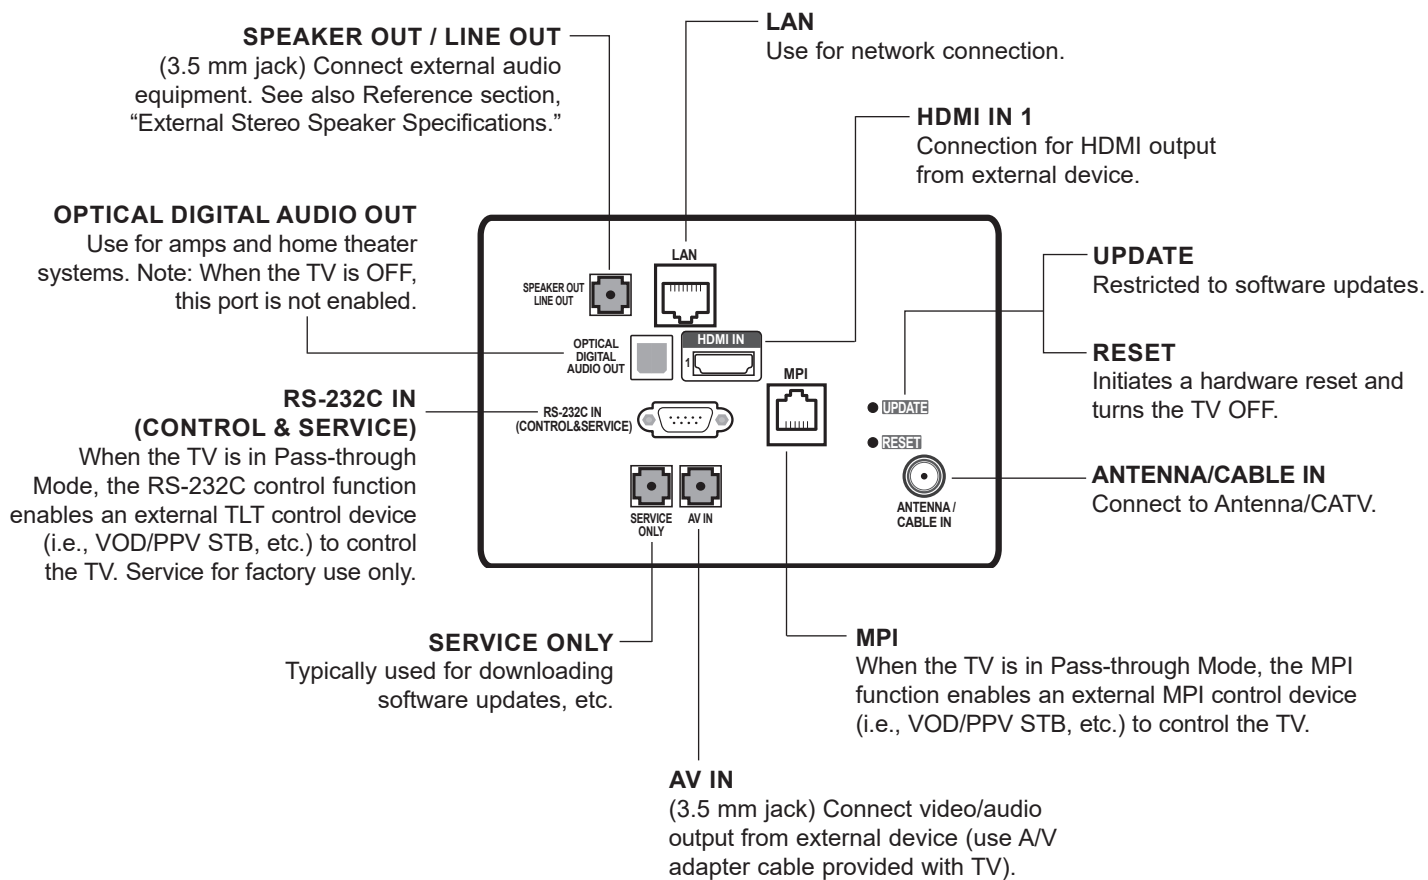 SPEAKER OUT / LINE OUT
(3.5 mm jack) Connect external audio
equipment. See also Reference section,
“External Stereo Speaker Specifications.”
LAN
Use for network connection.
HDMI IN 1
Connection for HDMI output
from external device.
OPTICAL DIGITAL AUDIO OUT
Use for amps and home theater
systems. Note: When the TV is OFF,
this port is not enabled.
RS-232C IN
(CONTROL & SERVICE)
When the TV is in Pass-through
Mode, the RS-232C control function
enables an external TLT control device
(i.e., VOD/PPV STB, etc.) to control
the TV. Service for factory use only.
LAN
SPEAKER OUT
LINE OUT
OPTICAL
DIGITAL
AUDIO OUT
HDMI IN
1
MPI
RS-232C IN
(CONTROL&SERVICE)
UPDATE
RESET
SERVICE
ONLY
AV IN
ANTENNA /
CABLE IN
UPDATE
Restricted to software updates.
RESET
Initiates a hardware reset and
turns the TV OFF.
ANTENNA/CABLE IN
Connect to Antenna/CATV.
SERVICE ONLY
Typically used for downloading
software updates, etc.
MPI
When the TV is in Pass-through Mode, the MPI
function enables an external MPI control device
(i.e., VOD/PPV STB, etc.) to control the TV.
AV IN
(3.5 mm jack) Connect video/audio
output from external device (use A/V
adapter cable provided with TV).